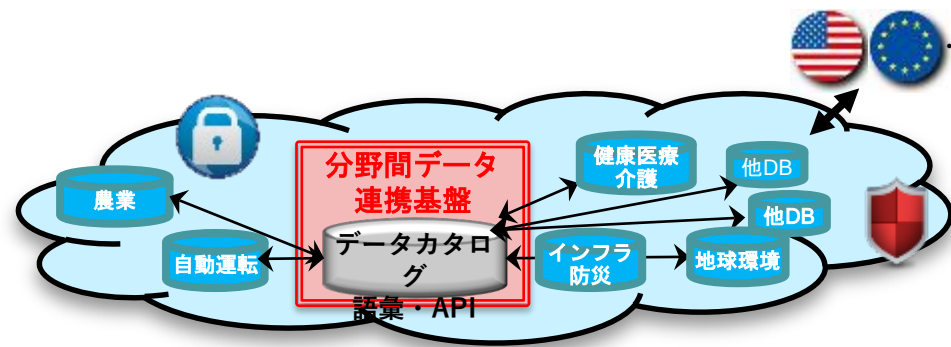 分野間データ
連携基盤
データカタロ
グ
語彙・API
農業
自動運転
健康医療
介護
他DB
他DB
インフラ
防災
地球環境